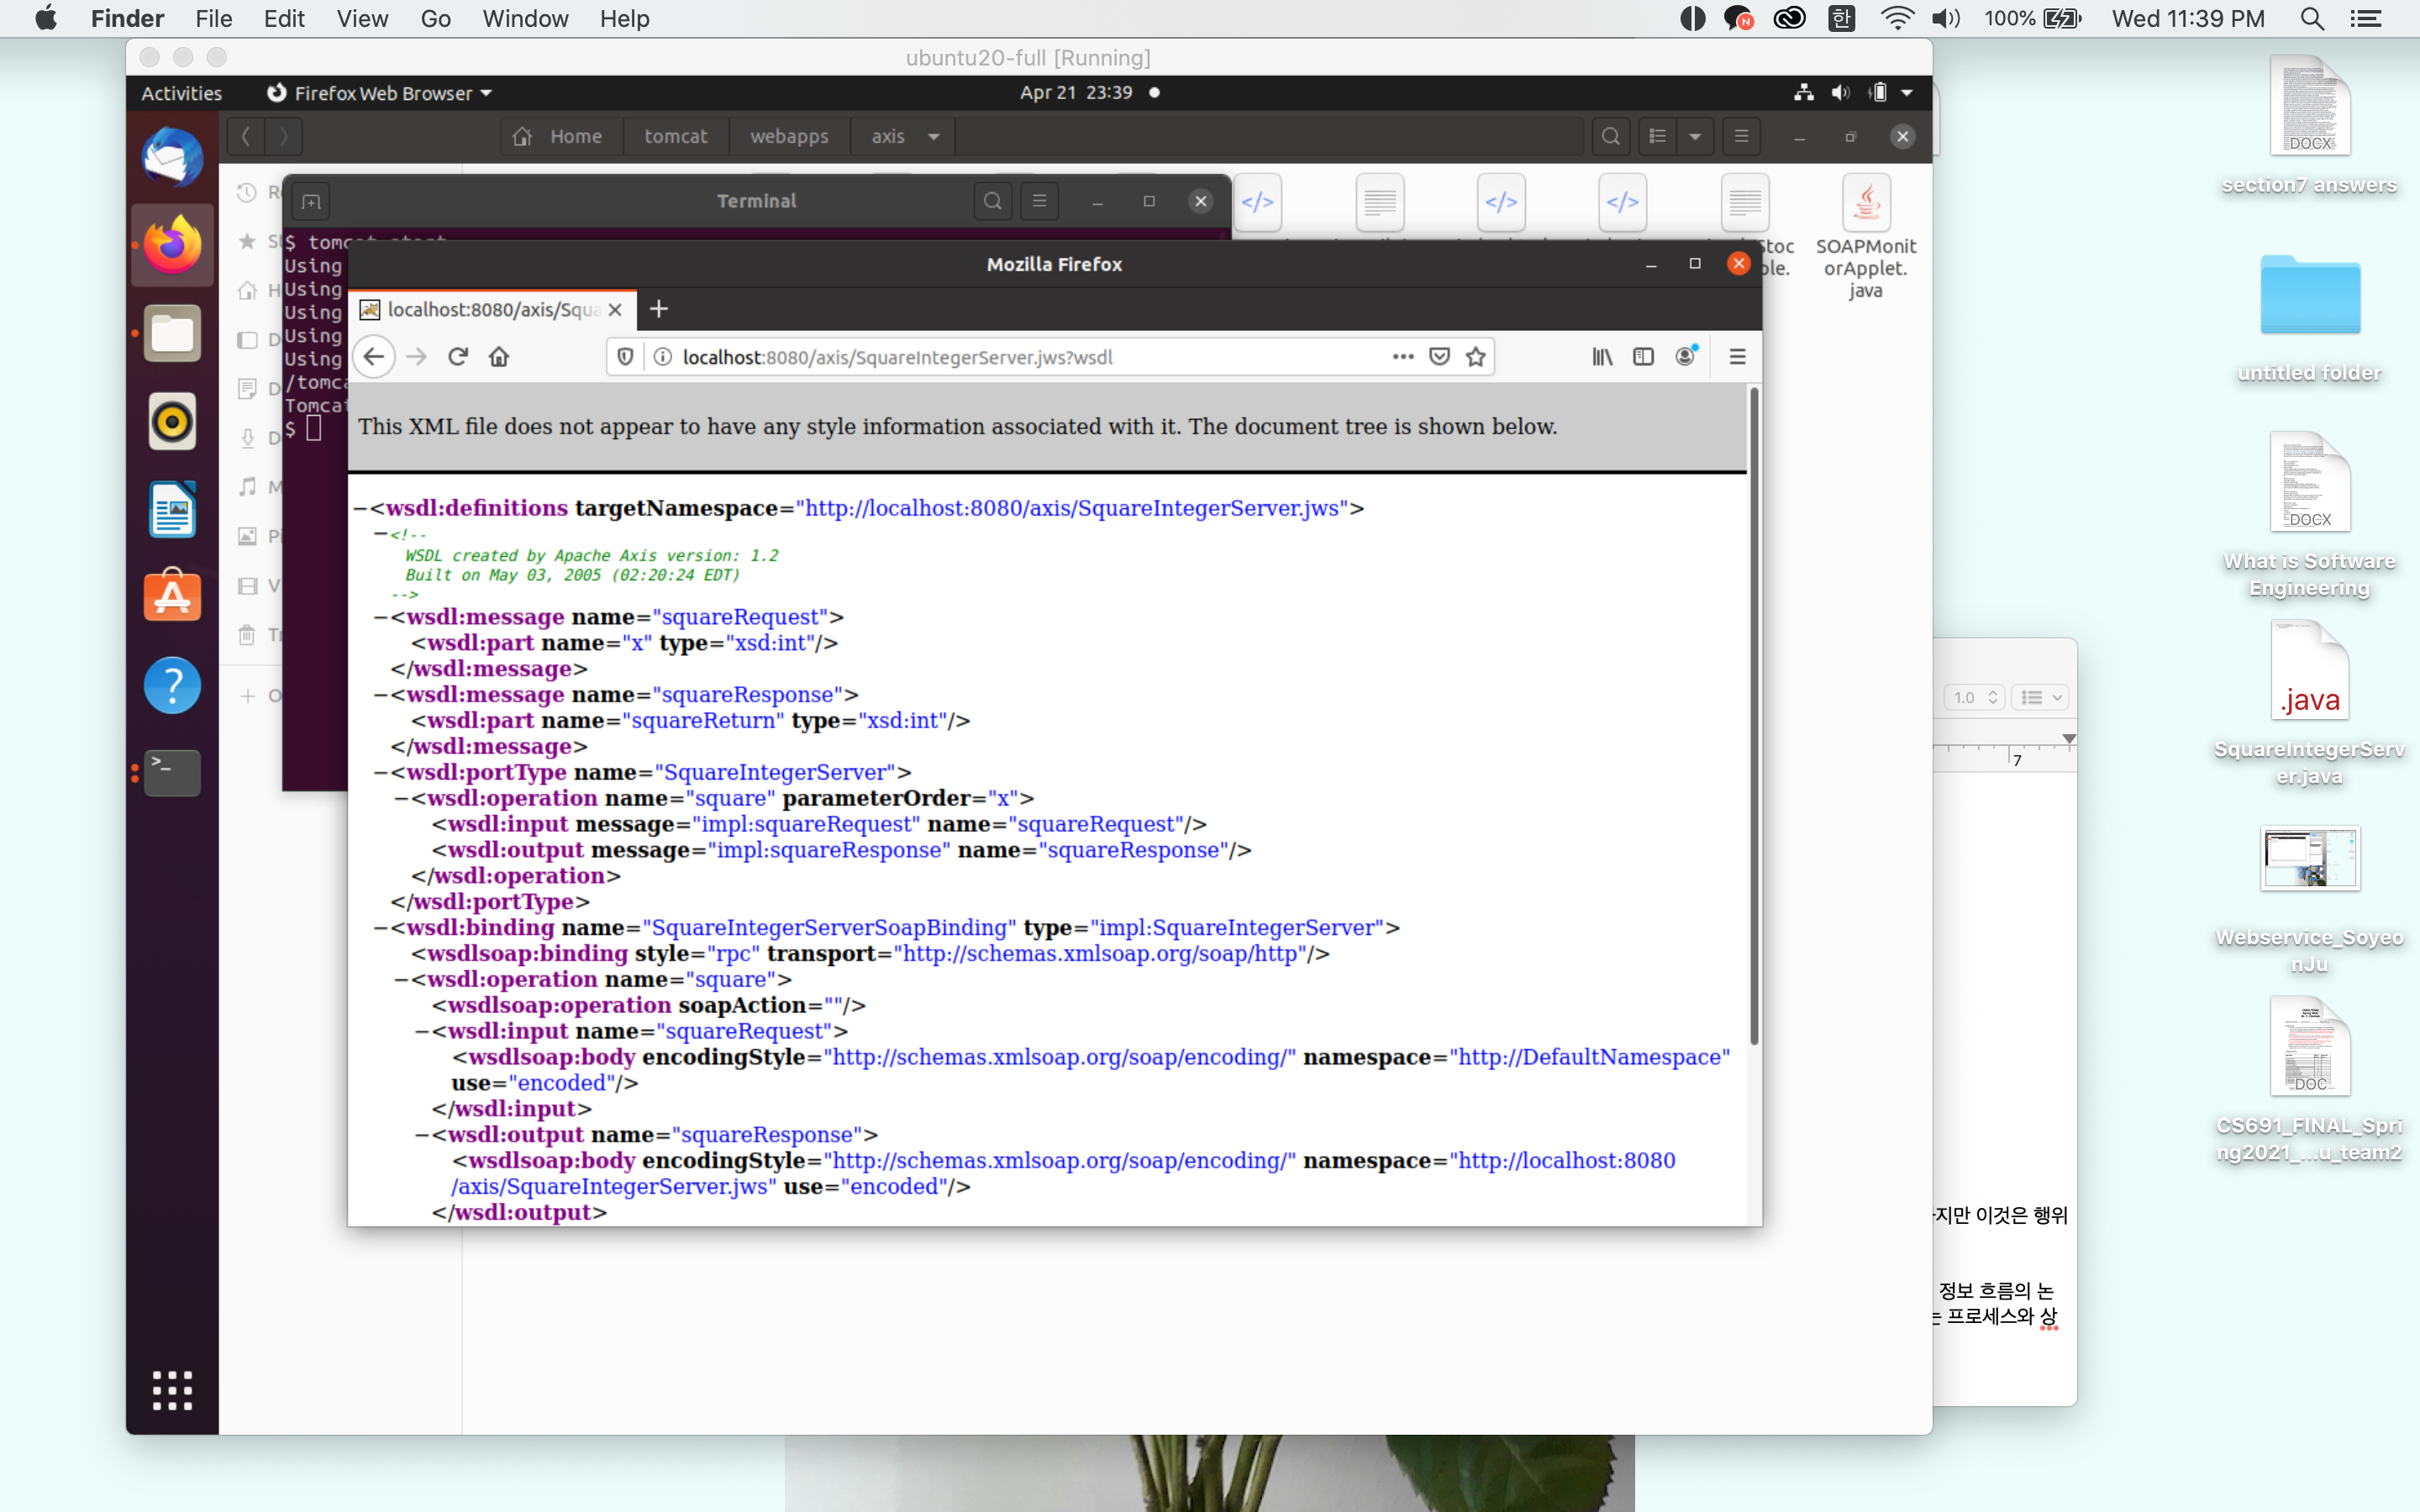 Finder File Edit View Go Window Help
한 100% Wed 11:39 PM
ubuntu20-full [Running]
Activities Firefox Web Browser Apr 21 23:39
Home tomcat webapps axis
Terminal
$ tomcat start
Using
Using
Using
Using
Using
/tomca
Tomcat
$
SOAPMonit
orApplet.
java
Mozilla Firefox
localhost:8080/axis/Squa
localhost:8080/axis/SquareIntegerServer.jws?wsdl
This XML file does not appear to have any style information associated with it. The document tree is shown below.
−<wsdl:definitions targetNamespace="http://localhost:8080/axis/SquareIntegerServer.jws">
−<!--
WSDL created by Apache Axis version: 1.2
Built on May 03, 2005 (02:20:24 EDT)
-->
−<wsdl:message name="squareRequest">
<wsdl:part name="x" type="xsd:int"/>
</wsdl:message>
−<wsdl:message name="squareResponse">
<wsdl:part name="squareReturn" type="xsd:int"/>
</wsdl:message>
−<wsdl:portType name="SquareIntegerServer">
−<wsdl:operation name="square" parameterOrder="x">
<wsdl:input message="impl:squareRequest" name="squareRequest"/>
<wsdl:output message="impl:squareResponse" name="squareResponse"/>
</wsdl:operation>
</wsdl:portType>
−<wsdl:binding name="SquareIntegerServerSoapBinding" type="impl:SquareIntegerServer">
<wsdlsoap:binding style="rpc" transport="http://schemas.xmlsoap.org/soap/http"/>
−<wsdl:operation name="square">
<wsdlsoap:operation soapAction=""/>
−<wsdl:input name="squareRequest">
<wsdlsoap:body encodingStyle="http://schemas.xmlsoap.org/soap/encoding/" namespace="http://DefaultNamespace"
use="encoded"/>
</wsdl:input>
−<wsdl:output name="squareResponse">
<wsdlsoap:body encodingStyle="http://schemas.xmlsoap.org/soap/encoding/" namespace="http://localhost:8080
/axis/SquareIntegerServer.jws" use="encoded"/>
</wsdl:output>
1.0
7
지만 이것은 행위
정보 흐름의 논
는 프로세스와 상
DOCX
section7 answers
untitled folder
DOCX
What is Software
Engineering
.java
SquareIntegerServ
er.java
Webservice_Soyeo
nJu
DOC
CS691_FINAL_Spri
ng2021_...u_team2